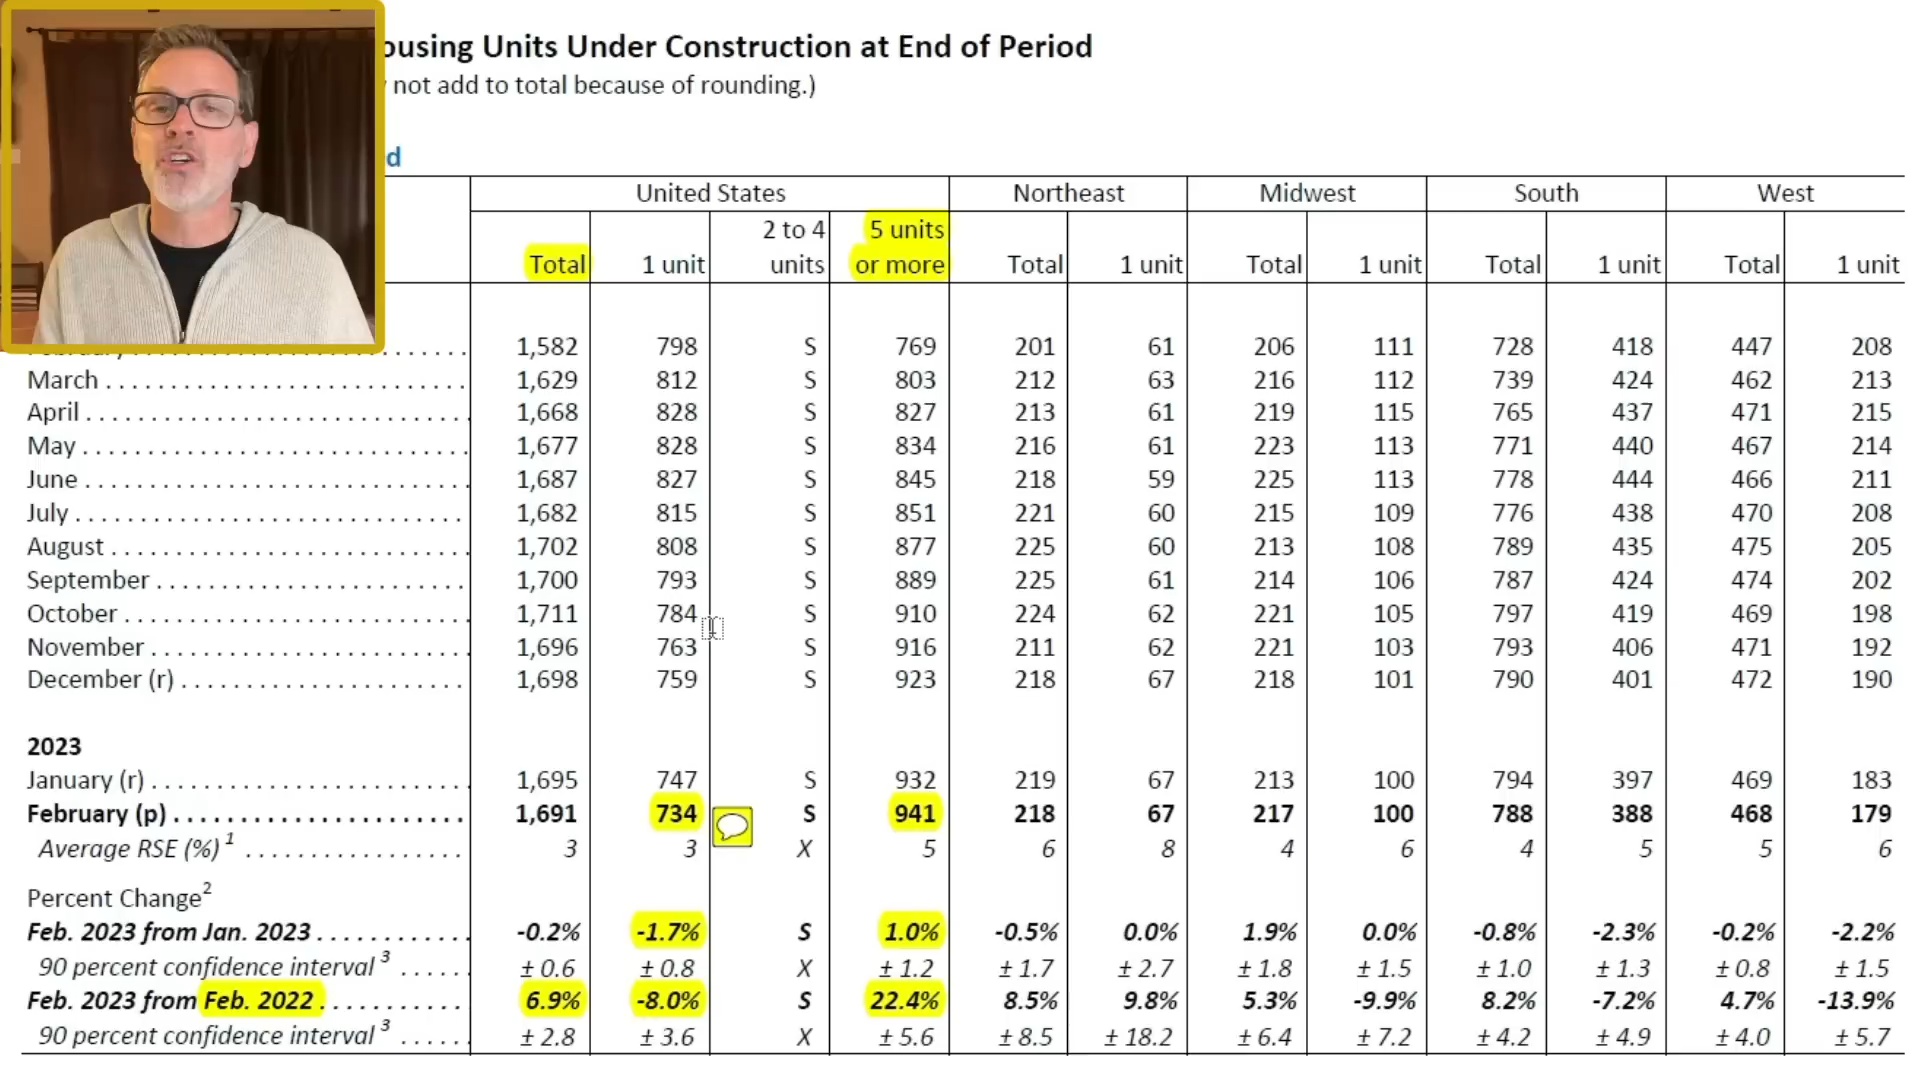 ousing Units Under Construction at End of Period
not add to total because of rounding.)
d
United States Northeast Midwest South West
Total 1 unit 2 to 4 units 5 units or more Total 1 unit Total 1 unit Total 1 unit Total 1 unit
1,582 798 S 769 201 61 206 111 728 418 447 208
March 1,629 812 S 803 212 63 216 112 739 424 462 213
April 1,668 828 S 827 213 61 219 115 765 437 471 215
May 1,677 828 S 834 216 61 223 113 771 440 467 214
June 1,687 827 S 845 218 59 225 113 778 444 466 211
July 1,682 815 S 851 221 60 215 109 776 438 470 208
August 1,702 808 S 877 225 60 213 108 789 435 475 205
September 1,700 793 S 889 225 61 214 106 787 424 474 202
October 1,711 784 S 910 224 62 221 105 797 419 469 198
November 1,696 763 S 916 211 62 221 103 793 406 471 192
December (r) 1,698 759 S 923 218 67 218 101 790 401 472 190
2023
January (r) 1,695 747 S 932 219 67 213 100 794 397 469 183
February (p) 1,691 734 S 941 218 67 217 100 788 388 468 179
Average RSE (%) 1 3 3 X 5 6 8 4 6 4 5 5 6
Percent Change2
Feb. 2023 from Jan. 2023 -0.2% -1.7% S 1.0% -0.5% 0.0% 1.9% 0.0% -0.8% -2.3% -0.2% -2.2%
90 percent confidence interval 3 ± 0.6 ± 0.8 X ± 1.2 ± 1.7 ± 2.7 ± 1.8 ± 1.5 ± 1.0 ± 1.3 ± 0.8 ± 1.5
Feb. 2023 from Feb. 2022 6.9% -8.0% S 22.4% 8.5% 9.8% 5.3% -9.9% 8.2% -7.2% 4.7% -13.9%
90 percent confidence interval 3 ± 2.8 ± 3.6 X ± 5.6 ± 8.5 ± 18.2 ± 6.4 ± 7.2 ± 4.2 ± 4.9 ± 4.0 ± 5.7